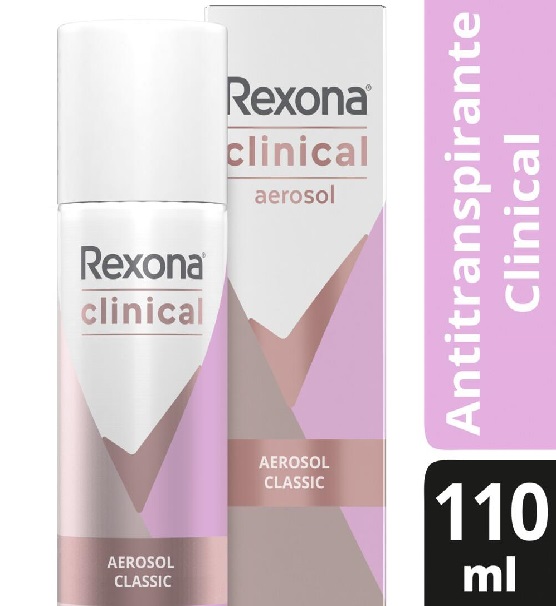 Rexona®
clinical
aerosol
AEROSOL
CLASSIC
Rexona®
clinical
AEROSOL
CLASSIC
Antitranspirante
Clinical
110
ml